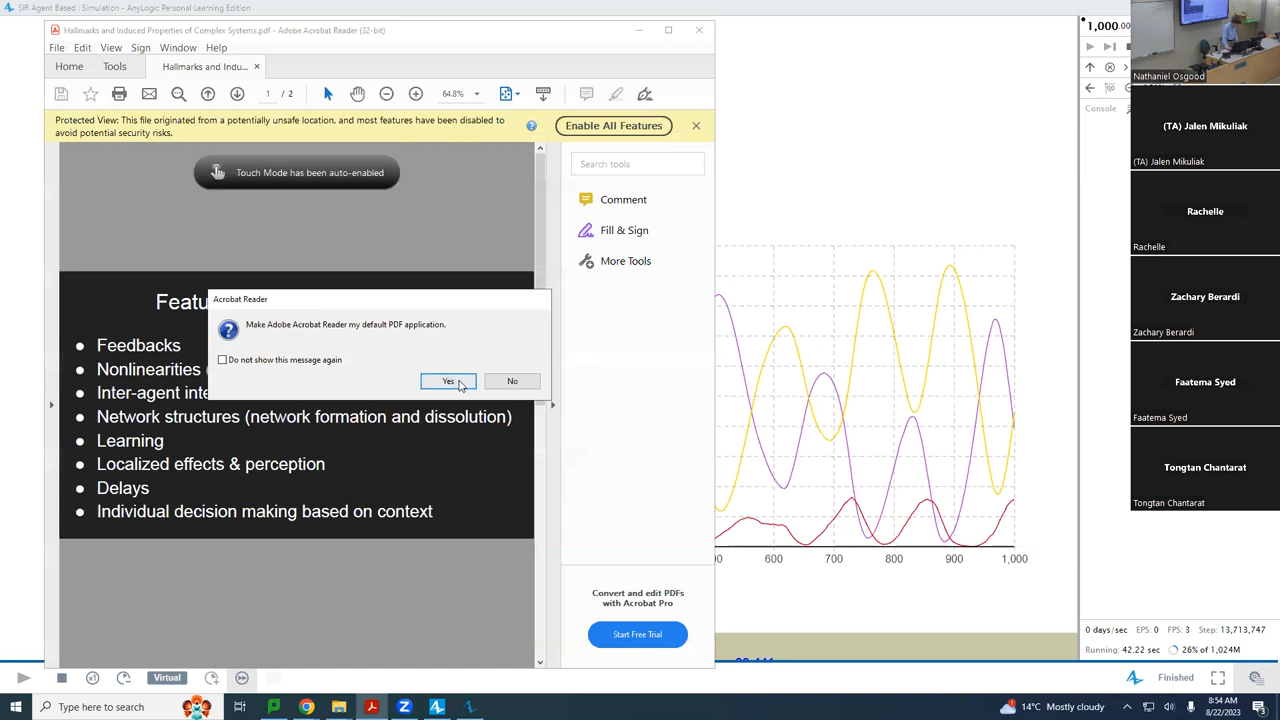 SIR Agent Based : Simulation - AnyLogic Personal Learning Edition
Hallmarks and Induced Properties of Complex Systems.pdf - Adobe Acrobat Reader (32-bit)
File Edit View Sign Window Help
Home Tools Hallmarks and Indu... ×
1 / 2 64.8%
Protected View: This file originated from a potentially unsafe location, and most features have been disabled to
avoid potential security risks.
Enable All Features
Touch Mode has been auto-enabled
Search tools
Comment
Fill & Sign
More Tools
Convert and edit PDFs
with Acrobat Pro
Start Free Trial
Featu
● Feedbacks
● Nonlinearities (
● Inter-agent inte
● Network structures (network formation and dissolution)
● Learning
● Localized effects & perception
● Delays
● Individual decision making based on context
Acrobat Reader
Make Adobe Acrobat Reader my default PDF application.
Do not show this message again
Yes No
00 600 700 800 900 1,000
1,000.00
Console
0 days/sec EPS: 0 FPS: 3 Step: 13,713,747
Running: 42.22 sec 26% of 1,024M
Finished
Virtual
Nathaniel Osgood
(TA) Jalen Mikuliak
(TA) Jalen Mikuliak
Rachelle
Rachelle
Zachary Berardi
Zachary Berardi
Faatema Syed
Faatema Syed
Tongtan Chantarat
Tongtan Chantarat
Type here to search
14°C Mostly cloudy
8:54 AM
8/22/2023
3